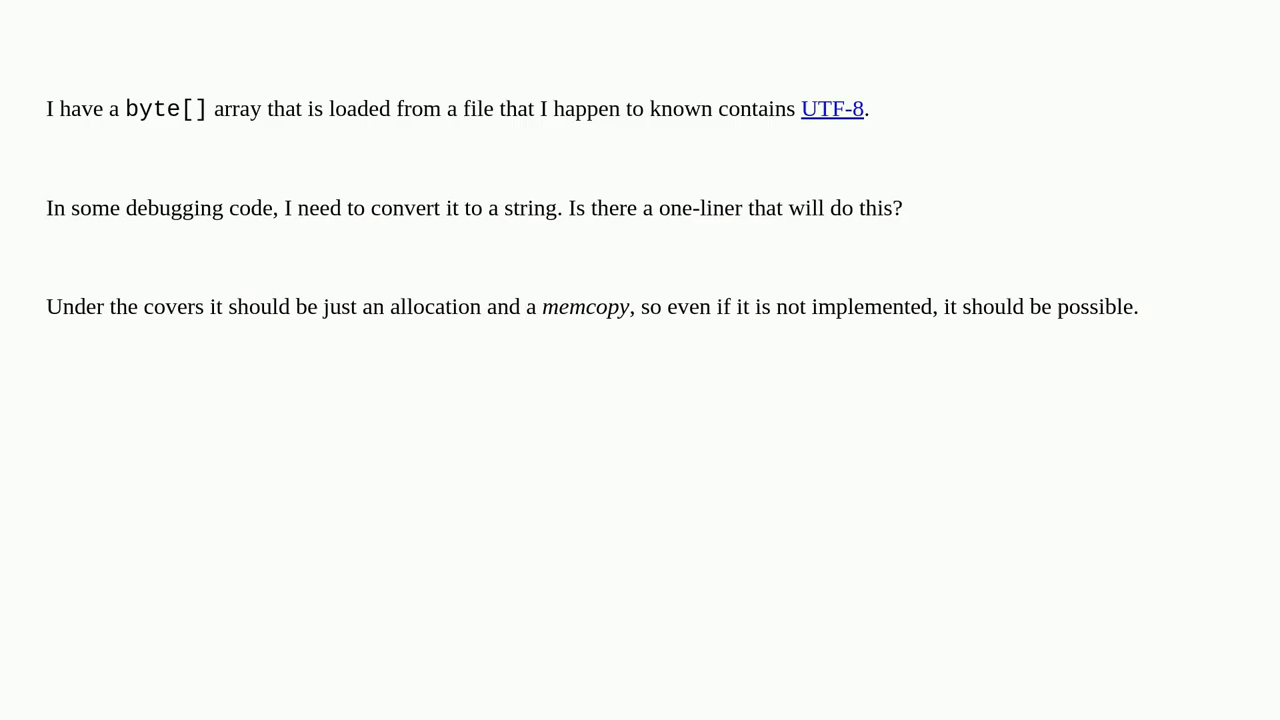 I have a byte[] array that is loaded from a file that I happen to known contains UTF-8.
In some debugging code, I need to convert it to a string. Is there a one-liner that will do this?
Under the covers it should be just an allocation and a memcopy, so even if it is not implemented, it should be possible.